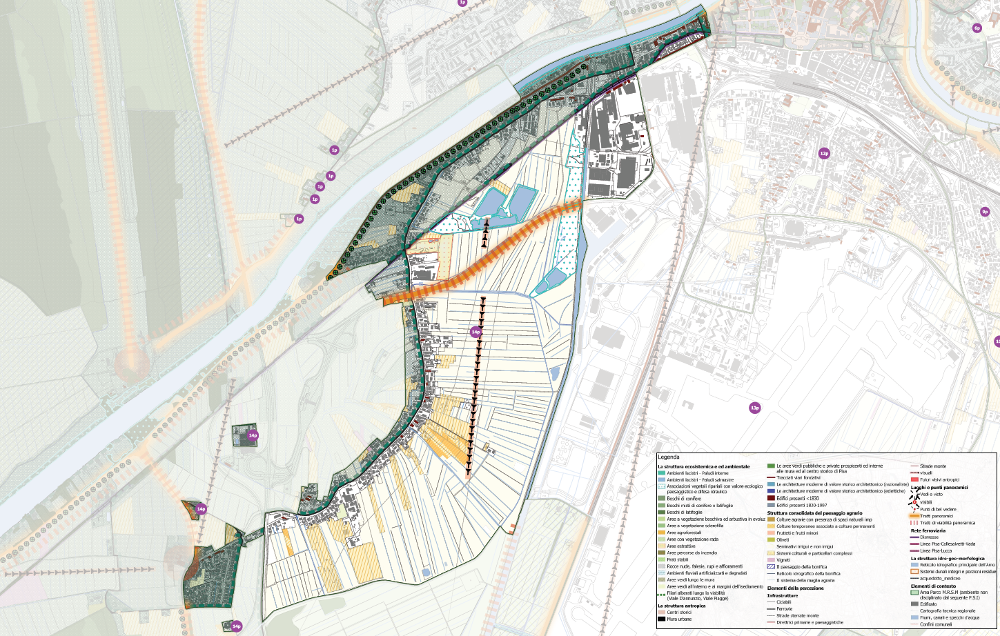 1p
6p
1p
12p
1p
1p
1p
1p
9p
14p
10
13p
14p
14p
14p
Legenda
La struttura ecosistemica e ed ambientale
Ambienti lacistri - Paludi interne
Ambienti lacistri - Paludi salmastre
Associazioni vegetali ripariali con valore ecologico
paesaggistico e difesa idraulico
Boschi di conifere
Boschi misti di conifere e latifoglie
Boschi di latifoglie
Aree a vegetazione boschiva ed arbustiva in evoluz
Aree a vegetazione sclerofilla
Aree agroforestali
Aree con vegetazione rada
Aree estrattive
Aree percorse da incendio
Prati stabili
Rocce nude, falesie, rupi e affioramenti
Ambienti fluviali artificializzati e degradati
Aree verdi lungo le mura
Aree verdi all'interno e ai margini dell'isediamento
Filari alberati lungo la viabilità
(Viale D'annunzio, Viale Piagge)
La struttura antropica
Centri storici
Mura urbane
Le aree verdi pubbliche e private prospicenti ed interne
alle mura ed al centro storico di Pisa
Tracciati viari fondativi
Le architetture moderne di valore storico architettonico (nazionaliste)
Le architetture moderne di valore storico architettonico (eclettiche)
Edifici presenti <1830
Edifici presenti 1830-1997
Struttura consolidata del paesaggio agrario
Colture agrarie con presenza di spazi naturali imp
Colture temporanee associate a colture permanenti
Frutteti e frutti minori
Oliveti
Seminativi irrigui e non irrigui
Sistemi colturali e particellari complessi
Vigneti
Il paesaggio della bonifica
Reticolo idrografico della bonifica
Il sistema della maglia agraria
Elementi della percezione
Infrastrutture
Ciclabili
Ferrovie
Strade sterrate monte
Direttrici primarie e paesaggistiche
Strade monte
visuali
Fulcri visivi antropici
Luoghi e punti panoramici
Vedi e visto
visibili
Punti di bel vedere
Tratti panoramici
Tratti di viabilità panoramica
Rete ferroviaria
Dismesse
Linea Pisa-Collesalvetti-Vada
Linea Pisa-Lucca
La struttura idro-geo-morfologica
Reticolo idrografico principale dell'Arno
Sistemi dunali integri e porzioni residue
acquedotto_mediceo
Elementi di contesto
Area Parco M.R.S.M (ambiente non
disciplinato dal seguente P.S.I)
Edificato
Cartografia tecnica regionale
Fiumi, canali e specchi d'acqua
Confini comunali